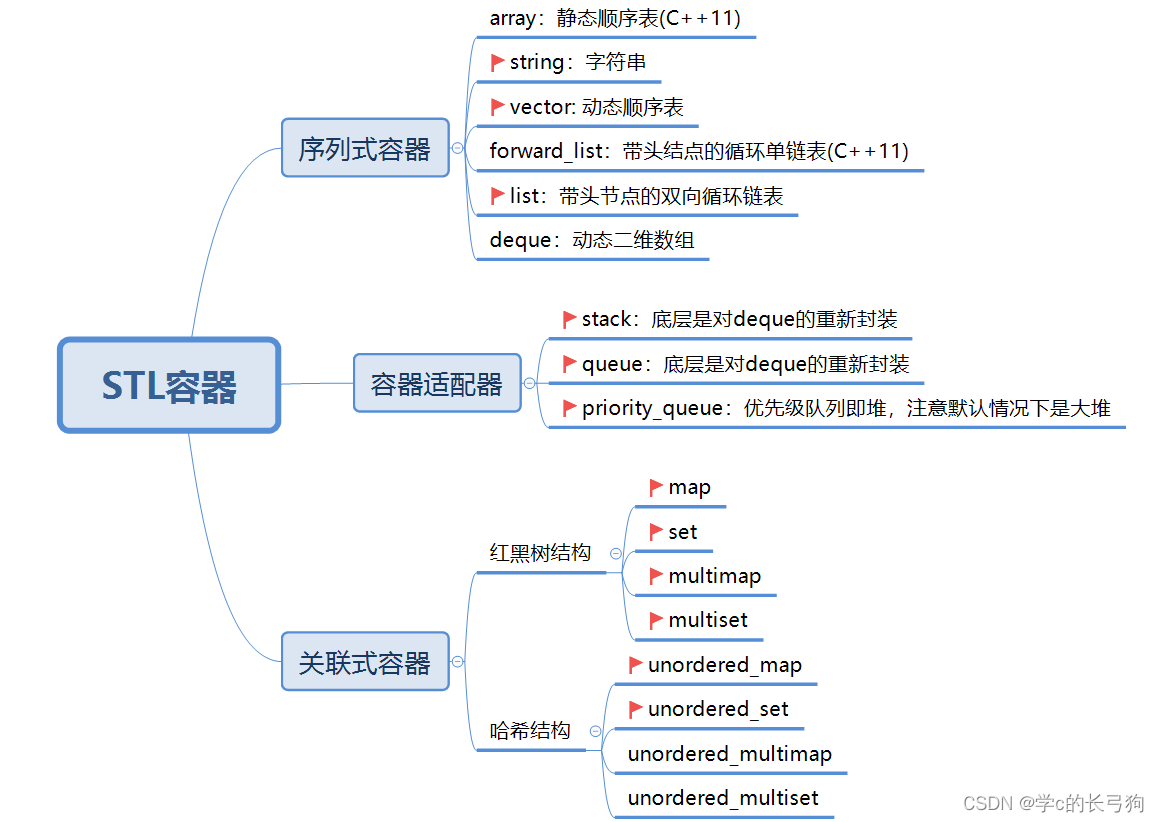 array：静态顺序表(C++11)
string：字符串
vector: 动态顺序表
序列式容器
forward_list：带头结点的循环单链表(C++11)
list：带头节点的双向循环链表
deque：动态二维数组
stack：底层是对deque的重新封装
STL容器
容器适配器
queue：底层是对deque的重新封装
priority_queue：优先级队列即堆，注意默认情况下是大堆
map
红黑树结构
set
multimap
multiset
关联式容器
unordered_map
哈希结构
unordered_set
unordered_multimap
unordered_multiset
CSDN @学c的长弓狗